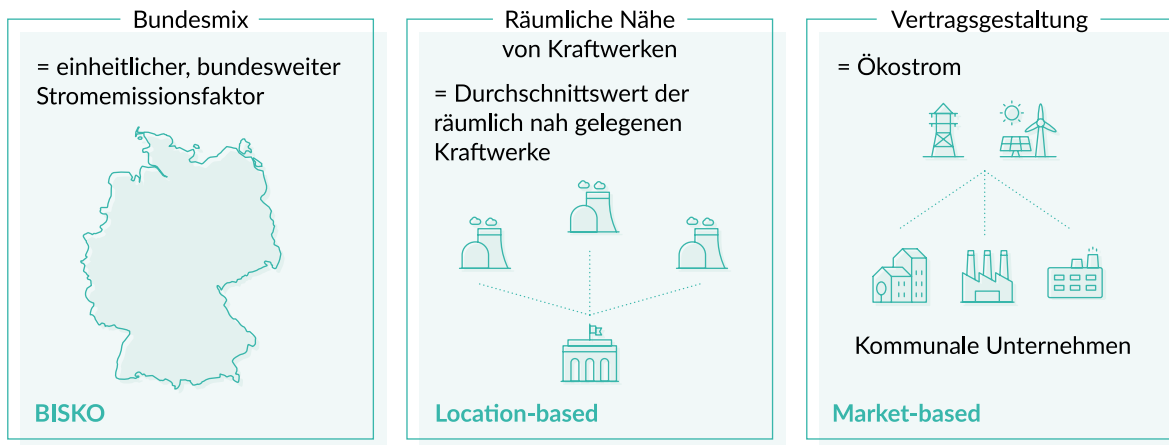 Bundesmix
= einheitlicher, bundesweiter
Stromemissionsfaktor
BISKO
Räumliche Nähe
von Kraftwerken
= Durchschnittswert der
räumlich nah gelegenen
Kraftwerke
Location-based
Vertragsgestaltung
= Ökostrom
Kommunale Unternehmen
Market-based